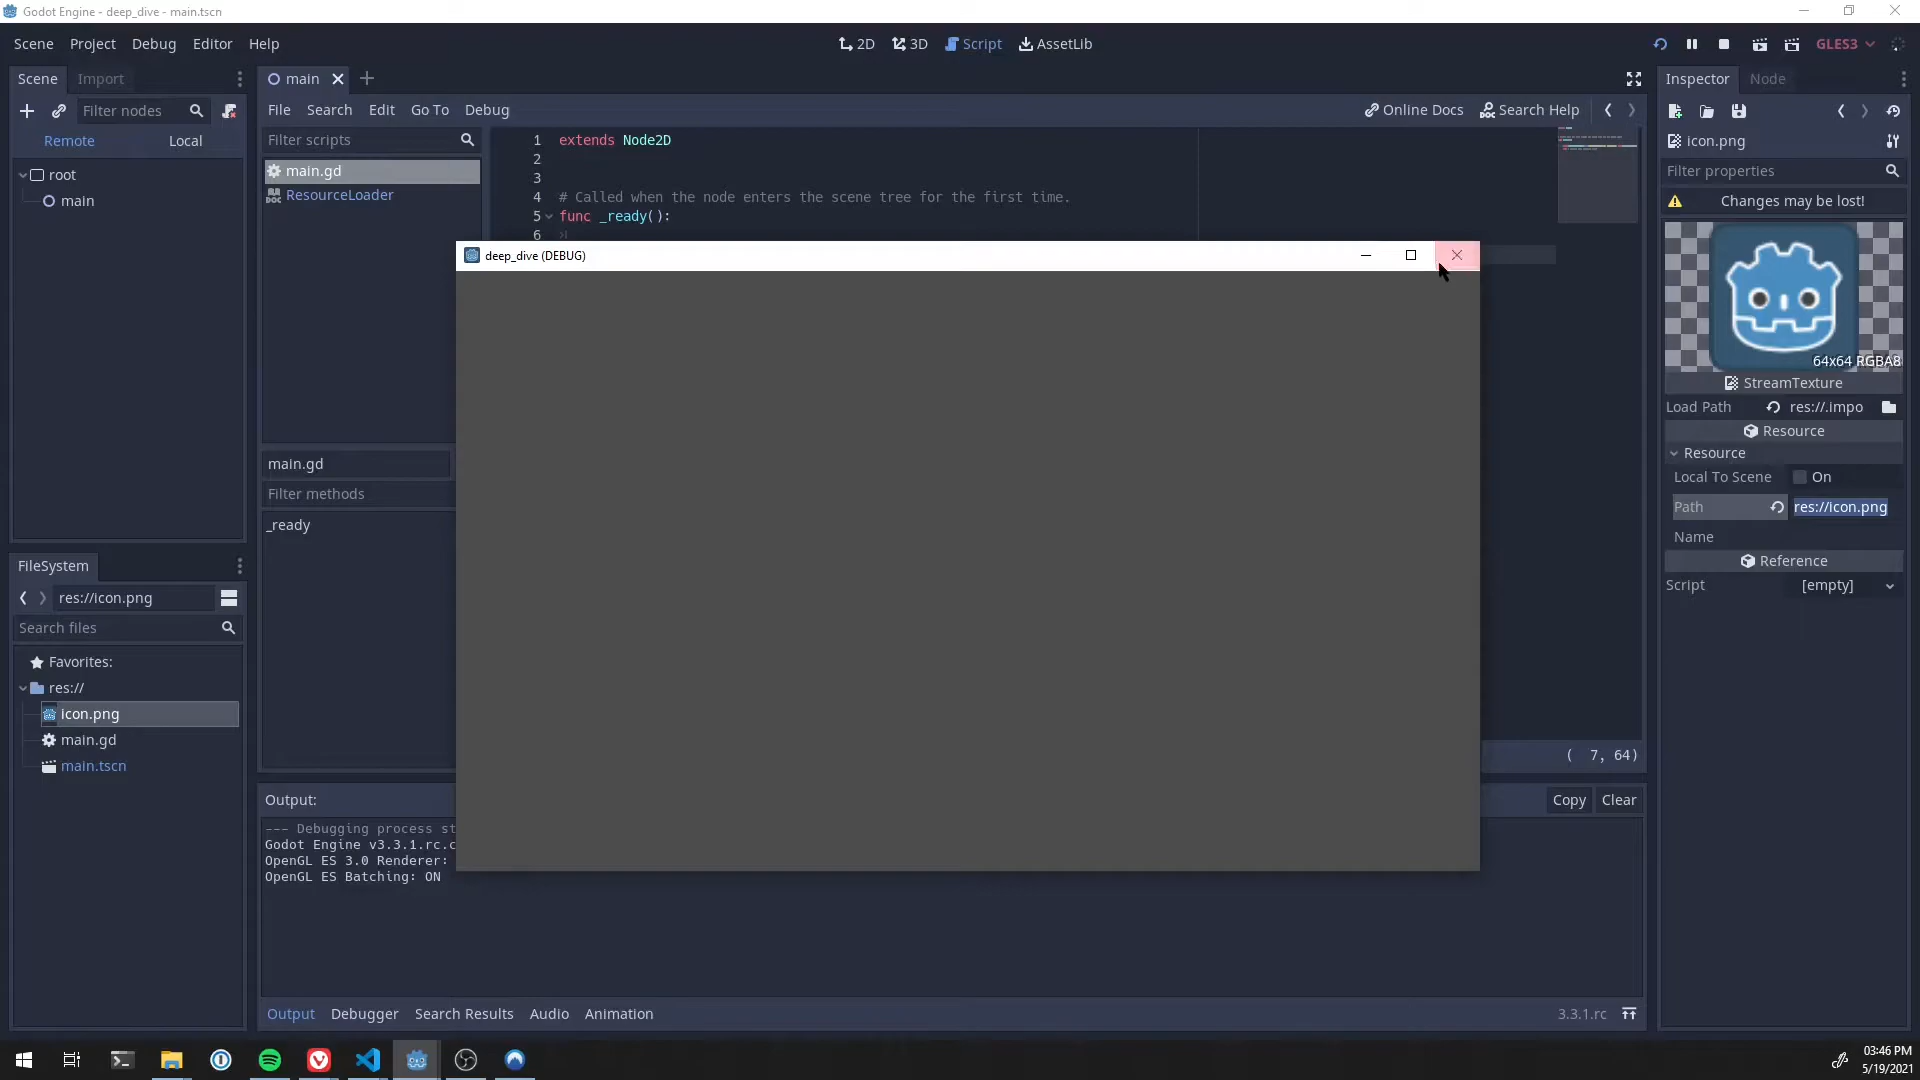 Godot Engine - deep_dive - main.tscn
Scene Project Debug Editor Help
2D 3D Script AssetLib
GLES3
Scene Import
main
Inspector Node
Filter nodes
File Search Edit Go To Debug
Online Docs Search Help
Remote Local
Filter scripts
icon.png
root
main
main.gd
ResourceLoader
Filter properties
Changes may be lost!
1 extends Node2D
2
3
4 # Called when the node enters the scene tree for the first time.
5 func _ready():
6
deep_dive (DEBUG)
64x64 RGBA8
StreamTexture
Load Path res://.impo
Resource
Resource
Local To Scene On
Path res://icon.png
Name
Reference
Script [empty]
main.gd
Filter methods
_ready
FileSystem
res://icon.png
Search files
Favorites:
res://
icon.png
main.gd
main.tscn
( 7, 64)
Output:
Copy Clear
--- Debugging process st
Godot Engine v3.3.1.rc.c
OpenGL ES 3.0 Renderer:
OpenGL ES Batching: ON
Output Debugger Search Results Audio Animation
3.3.1.rc
03:46 PM
5/19/2021